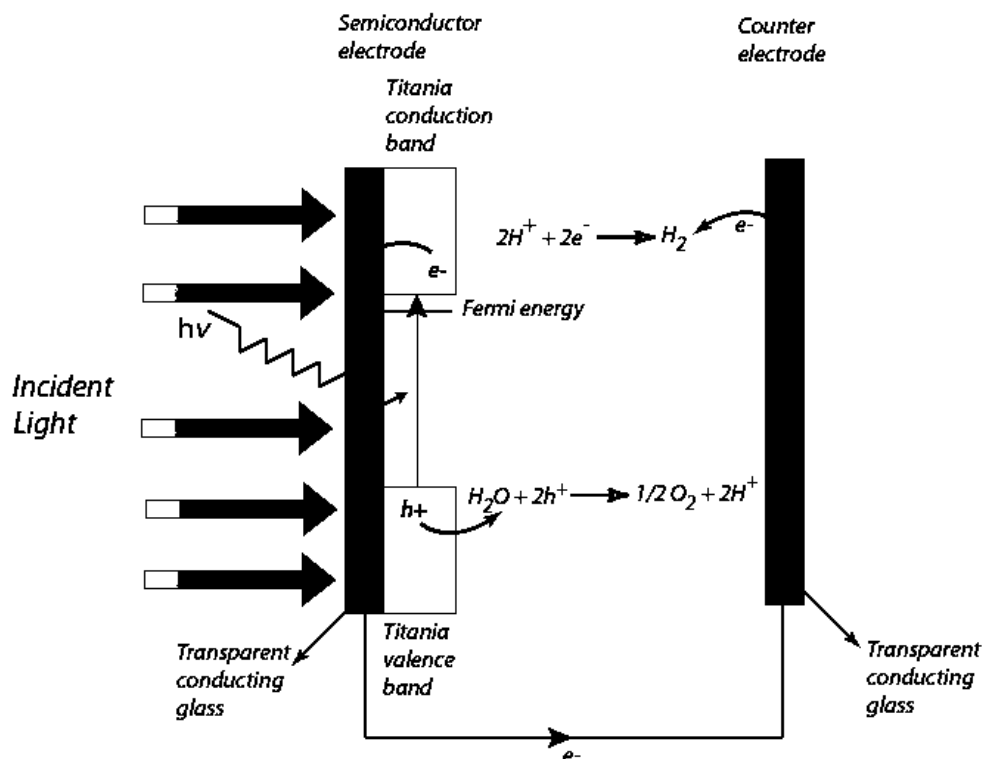 Semiconductor
electrode
Counter
electrode
Titania
conduction
band
2H⁺ + 2e⁻ → H₂
e-
e-
Fermi energy
hν
Incident
Light
h+
H₂O + 2h⁺ → 1/2 O₂ + 2H⁺
Transparent
conducting
glass
Titania
valence
band
Transparent
conducting
glass
e-